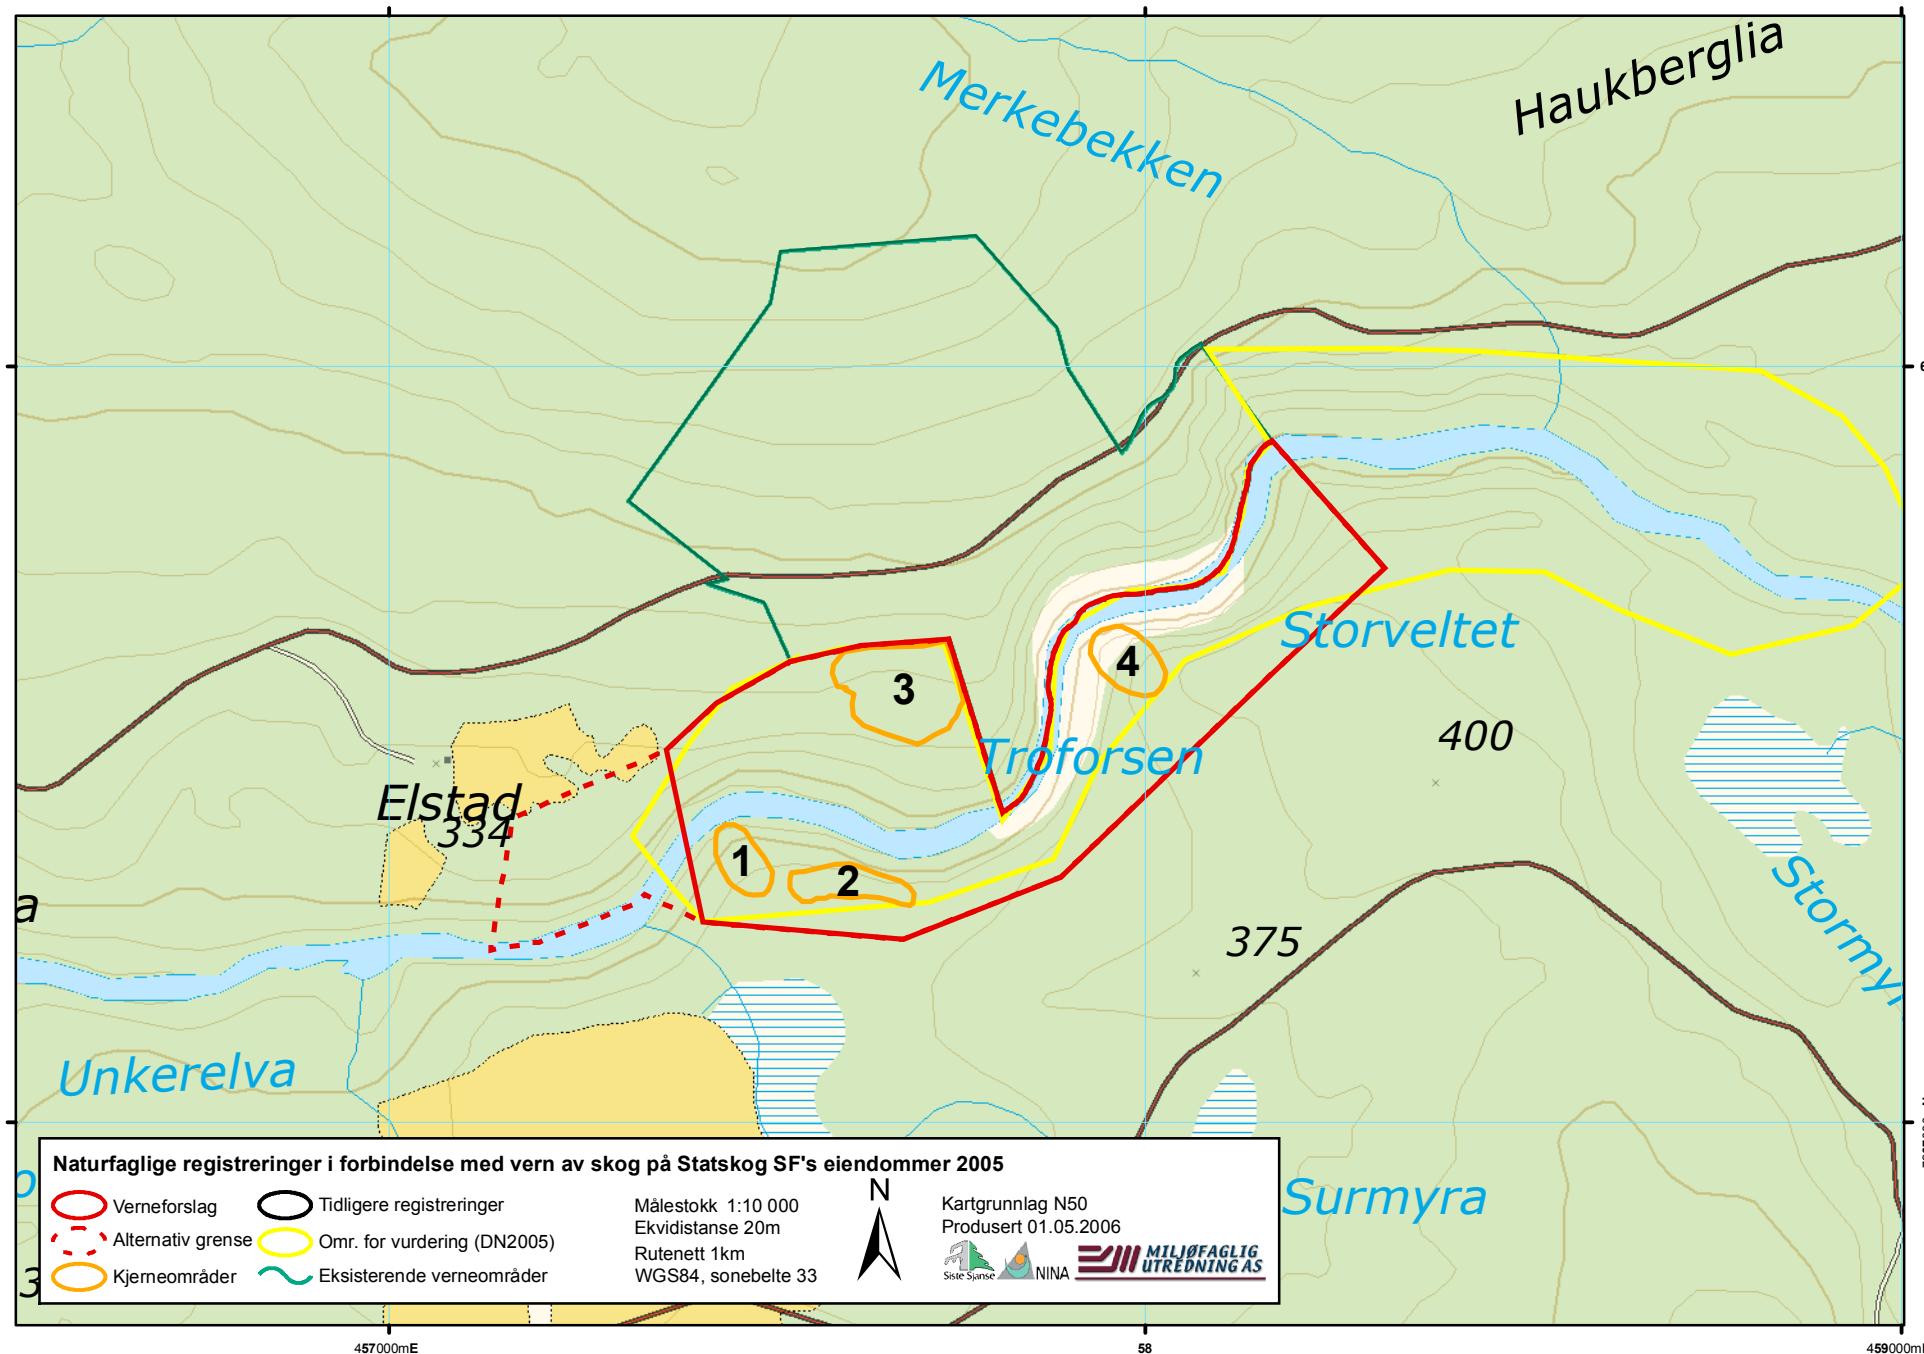 Haukberglia
Merkebekken
6
Storveltet
3
4
400
Troforsen
Elstad
334
1
2
a
Stormy
375
Unkerelva
Surmyra
3
Naturfaglige registreringer i forbindelse med vern av skog på Statskog SF's eiendommer 2005
Verneforslag
Alternativ grense
Kjerneområder
Tidligere registreringer
Omr. for vurdering (DN2005)
Eksisterende verneområder
Målestokk 1:10 000
Ekvidistanse 20m
Rutenett 1km
WGS84, sonebelte 33
N
Kartgrunnlag N50
Produsert 01.05.2006
Siste Sjanse
NINA
MILJØFAGLIG
UTREDNING AS
457000mE
58
459000m